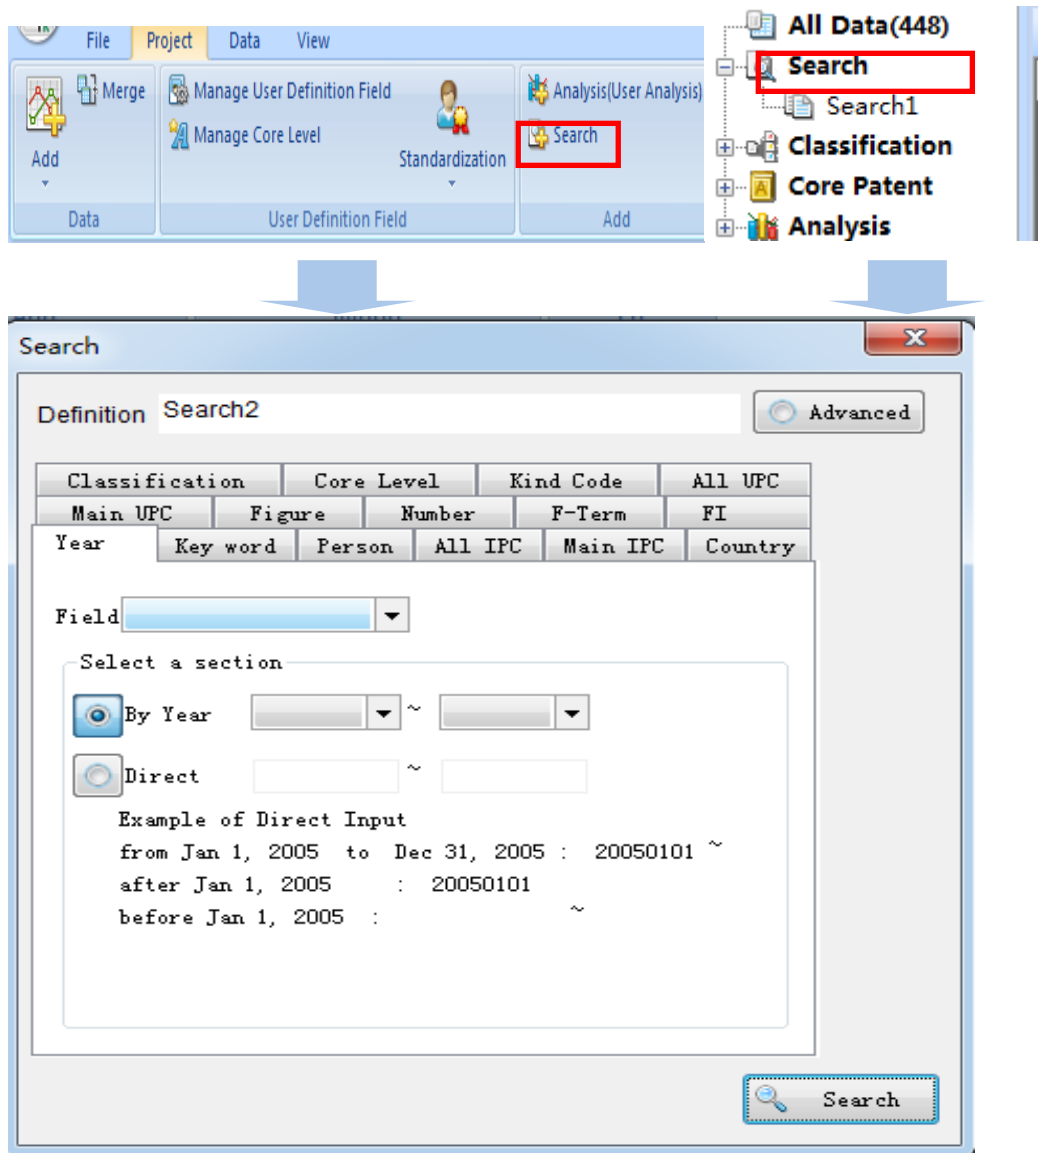 File Project Data View
Merge Manage User Definition Field Analysis(User Analysis)
Manage Core Level Search
Add Standardization
Data User Definition Field Add
All Data(448)
Search
Search1
Classification
Core Patent
Analysis
Search
Definition Search2 Advanced
Classification Core Level Kind Code All UPC
Main UPC Figure Number F-Term FI
Year Key word Person All IPC Main IPC Country
Field
Select a section
By Year ~
Direct ~
Example of Direct Input
from Jan 1, 2005 to Dec 31, 2005 : 20050101 ~
after Jan 1, 2005 : 20050101
before Jan 1, 2005 : ~
Search